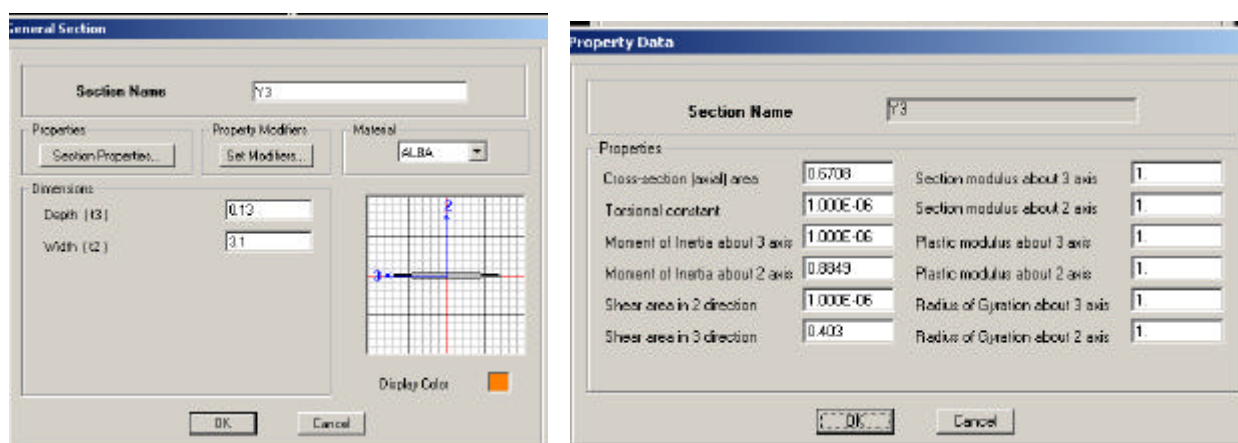 General Section
Section Name Y3
Properties Property Modifiers Material
Section Properties... Set Modifiers... ALBA
Dimensions
Depth (t3) 0.13
Width (t2) 3.1
2
3
Display Color
OK Cancel
Property Data
Section Name Y3
Properties
Cross-section (axial) area 0.6708 Section modulus about 3 axis 1.
Torsional constant 1.000E-06 Section modulus about 2 axis 1.
Moment of Inertia about 3 axis 1.000E-06 Plastic modulus about 3 axis 1.
Moment of Inertia about 2 axis 0.8849 Plastic modulus about 2 axis 1.
Shear area in 2 direction 1.000E-06 Radius of Gyration about 3 axis 1.
Shear area in 3 direction 0.403 Radius of Gyration about 2 axis 1.
OK Cancel